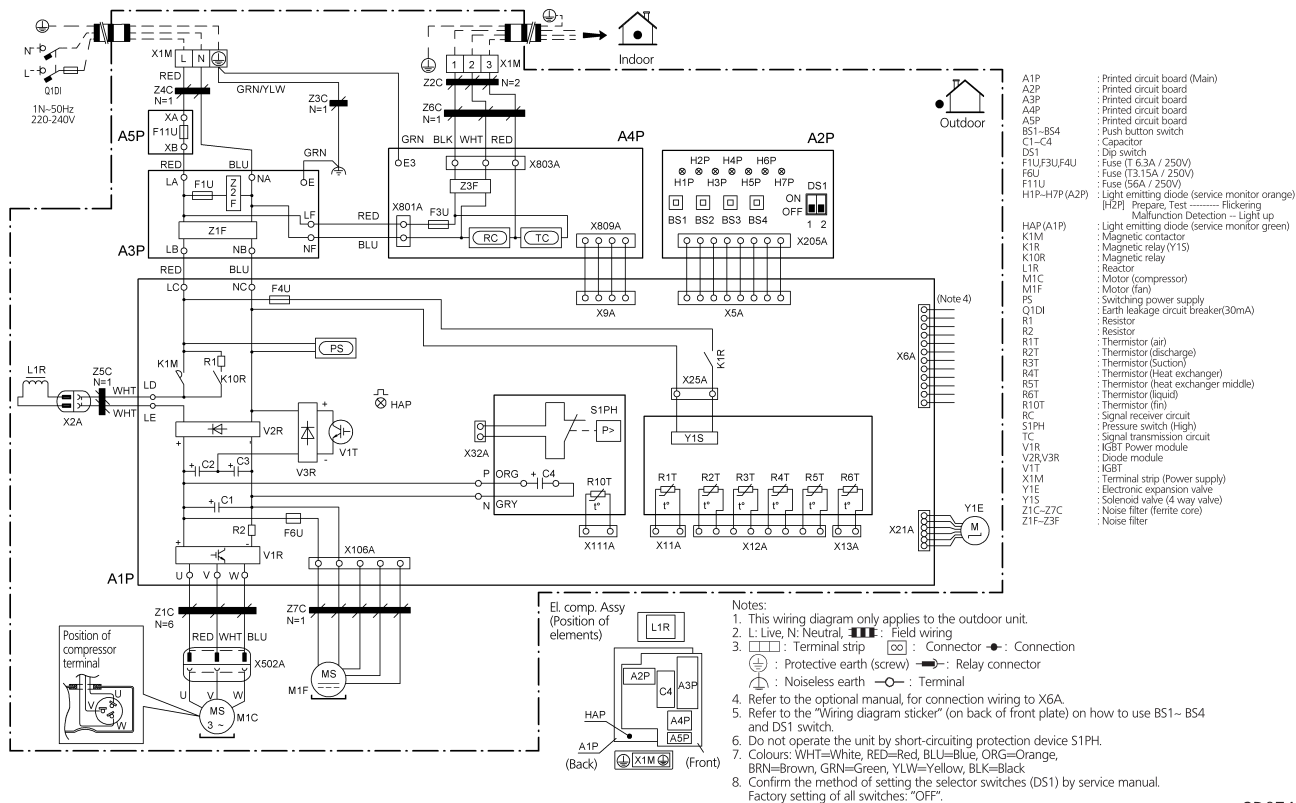 N
L
Q1DI
1N~50Hz
220-240V
X1M
L N
RED
Z4C
N=1
GRN/YLW
Z3C
N=1
1 2 3
X1M
Z2C
N=2
Z6C
N=1
Indoor
Outdoor
A5P
XA
F11U
XB
RED
BLU
GRN
GRN BLK WHT RED
A4P
E3
X803A
Z3F
X801A
F3U
RC
TC
X809A
A2P
H2P H4P H6P
H1P H3P H5P H7P
DS1
ON
OFF
1 2
BS1 BS2 BS3 BS4
X205A
LA
NA
E
F1U
Z2F
LF
RED
Z1F
BLU
NF
A3P
LB
NB
RED
BLU
LC
NC
F4U
X9A
X5A
(Note 4)
X6A
PS
K1M
R1
K10R
K1R
L1R
Z5C
N=1
WHT
LD
WHT
LE
X2A
HAP
X25A
Y1S
S1PH
P>
X32A
V2R
+
-
V3R
+
-
V1T
+ C2
+ C3
P ORG + C4
N GRY
R10T
t°
X111A
R1T R2T R3T R4T R5T R6T
t° t° t° t° t° t°
X11A
X12A
X13A
X21A
Y1E
M
+ C1
R2
F6U
+
-
V1R
X106A
A1P
U V W
Z1C
N=6
Z7C
N=1
RED WHT BLU
X502A
U V W
MS
3 ~
M1C
MS
M1F
Position of
compressor
terminal
U
V
W
El. comp. Assy
(Position of
elements)
L1R
A2P
C4
A3P
A4P
A5P
HAP
A1P
(Back)
X1M
(Front)
A1P : Printed circuit board (Main)
A2P : Printed circuit board
A3P : Printed circuit board
A4P : Printed circuit board
A5P : Printed circuit board
BS1~BS4 : Push button switch
C1~C4 : Capacitor
DS1 : Dip switch
F1U,F3U,F4U : Fuse (T 6.3A / 250V)
F6U : Fuse (T3.15A / 250V)
F11U : Fuse (56A / 250V)
H1P~H7P (A2P) : Light emitting diode (service monitor orange)
[H2P] Prepare, Test --------- Flickering
Malfunction Detection -- Light up
HAP (A1P) : Light emitting diode (service monitor green)
K1M : Magnetic contactor
K1R : Magnetic relay (Y1S)
K10R : Magnetic relay
L1R : Reactor
M1C : Motor (compressor)
M1F : Motor (fan)
PS : Switching power supply
Q1DI : Earth leakage circuit breaker(30mA)
R1 : Resistor
R2 : Resistor
R1T : Thermistor (air)
R2T : Thermistor (discharge)
R3T : Thermistor (Suction)
R4T : Thermistor (Heat exchanger)
R5T : Thermistor (heat exchanger middle)
R6T : Thermistor (liquid)
R10T : Thermistor (fin)
RC : Signal receiver circuit
S1PH : Pressure switch (High)
TC : Signal transmission circuit
V1R : IGBT Power module
V2R,V3R : Diode module
V1T : IGBT
X1M : Terminal strip (Power supply)
Y1E : Electronic expansion valve
Y1S : Solenoid valve (4 way valve)
Z1C~Z7C : Noise filter (ferrite core)
Z1F~Z3F : Noise filter
Notes:
1. This wiring diagram only applies to the outdoor unit.
2. L: Live, N: Neutral, : Field wiring
3. : Terminal strip : Connector : Connection
: Protective earth (screw) : Relay connector
: Noiseless earth : Terminal
4. Refer to the optional manual, for connection wiring to X6A.
5. Refer to the "Wiring diagram sticker" (on back of front plate) on how to use BS1~ BS4
and DS1 switch.
6. Do not operate the unit by short-circuiting protection device S1PH.
7. Colours: WHT=White, RED=Red, BLU=Blue, ORG=Orange,
BRN=Brown, GRN=Green, YLW=Yellow, BLK=Black
8. Confirm the method of setting the selector switches (DS1) by service manual.
Factory setting of all switches: "OFF".